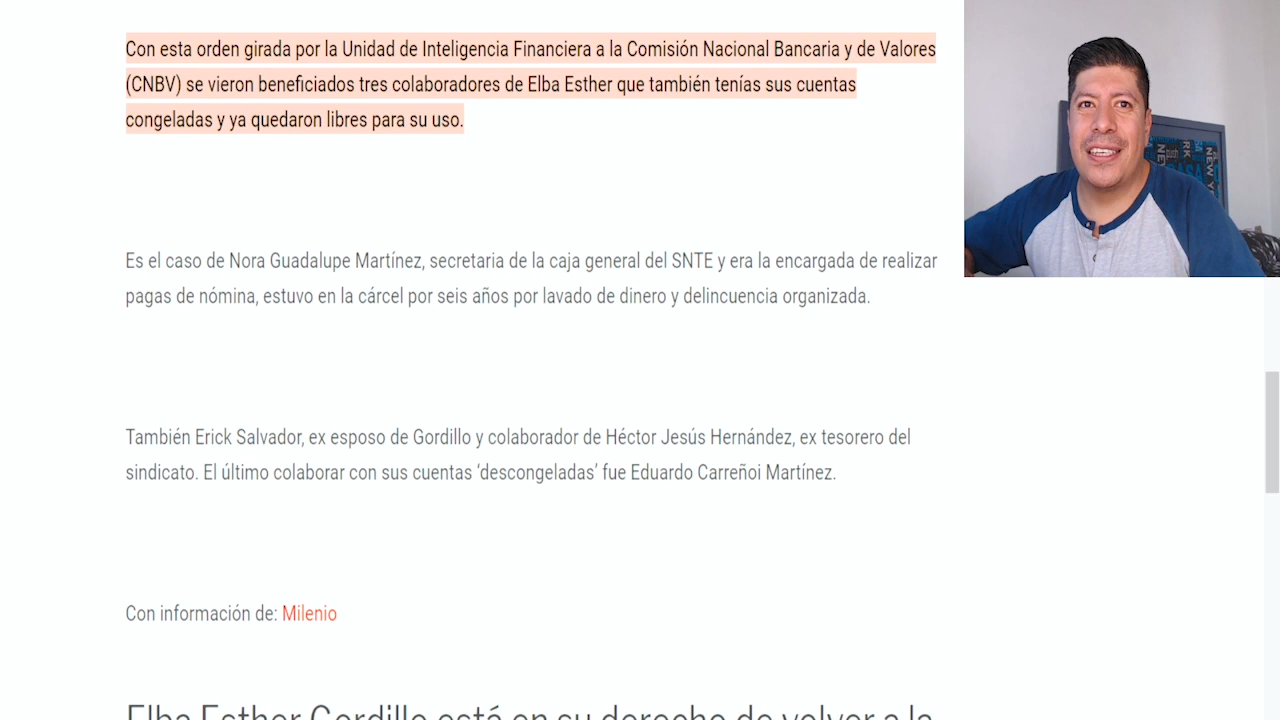 Con esta orden girada por la Unidad de Inteligencia Financiera a la Comisión Nacional Bancaria y de Valores
(CNBV) se vieron beneficiados tres colaboradores de Elba Esther que también tenías sus cuentas
congeladas y ya quedaron libres para su uso.
Es el caso de Nora Guadalupe Martínez, secretaria de la caja general del SNTE y era la encargada de realizar
pagas de nómina, estuvo en la cárcel por seis años por lavado de dinero y delincuencia organizada.
También Erick Salvador, ex esposo de Gordillo y colaborador de Héctor Jesús Hernández, ex tesorero del
sindicato. El último colaborar con sus cuentas ‘descongeladas’ fue Eduardo Carreñoi Martínez.
Con información de: Milenio
Elba Esther Gordillo está en su derecho de volver a la
NEW